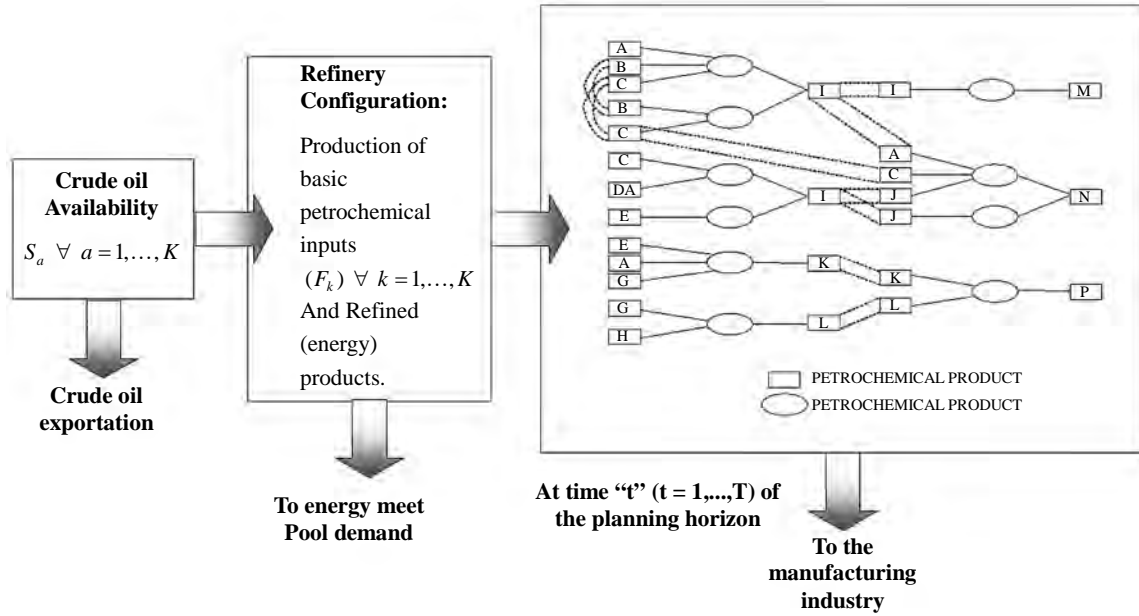 Crude oil
Availability
S_a ∀ a = 1,…, K
Crude oil
exportation
Refinery
Configuration:
Production of
basic
petrochemical
inputs
(F_k) ∀ k = 1,…, K
And Refined
(energy)
products.
To energy meet
Pool demand
A
B
C
B
C
C
DA
E
E
A
G
G
H
I
I
K
L
I
A
C
J
J
K
L
M
N
P
PETROCHEMICAL PRODUCT
PETROCHEMICAL PRODUCT
At time “t” (t = 1,...,T) of
the planning horizon
To the
manufacturing
industry